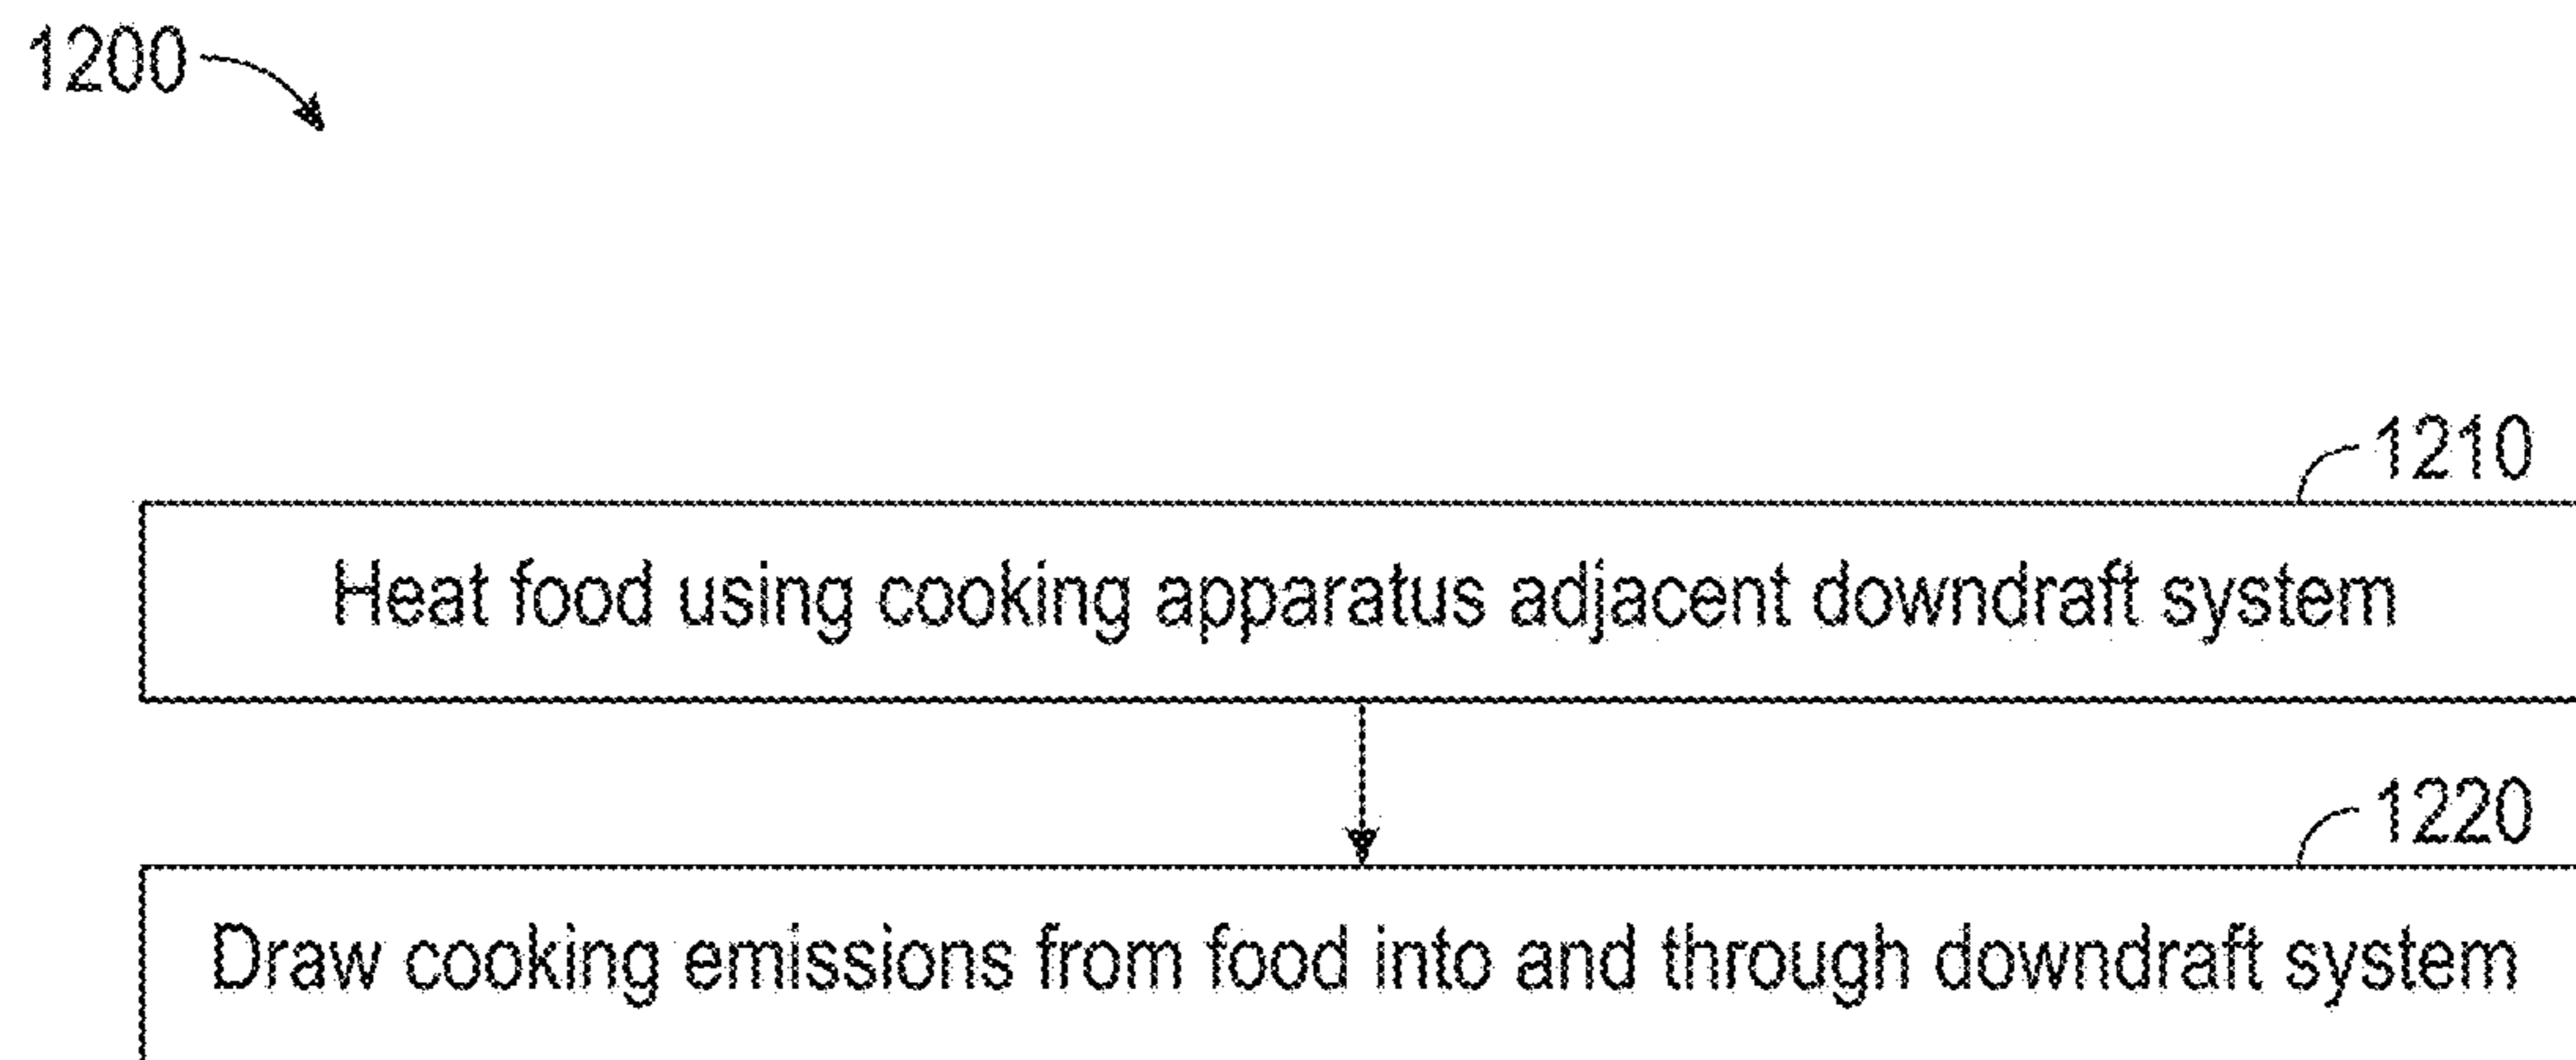 1200
1210
Heat food using cooking apparatus adjacent downdraft system
1220
Draw cooking emissions from food into and through downdraft system